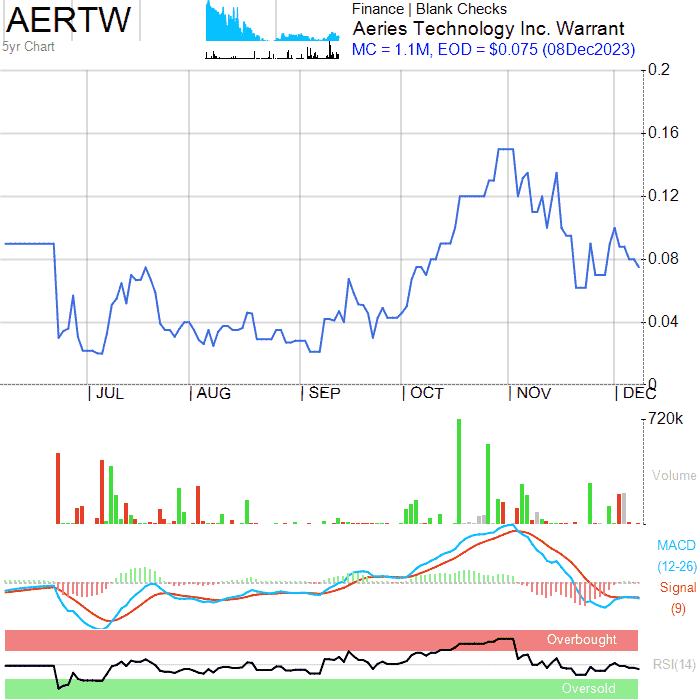 AERTW
5yr Chart
Finance | Blank Checks
Aeries Technology Inc. Warrant
MC = 1.1M, EOD = $0.075 (08Dec2023)
0.2
0.16
0.12
0.08
0.04
0
JUL AUG SEP OCT NOV DEC
720k
Volume
MACD
(12-26)
Signal
(9)
Overbought
RSI(14)
Oversold